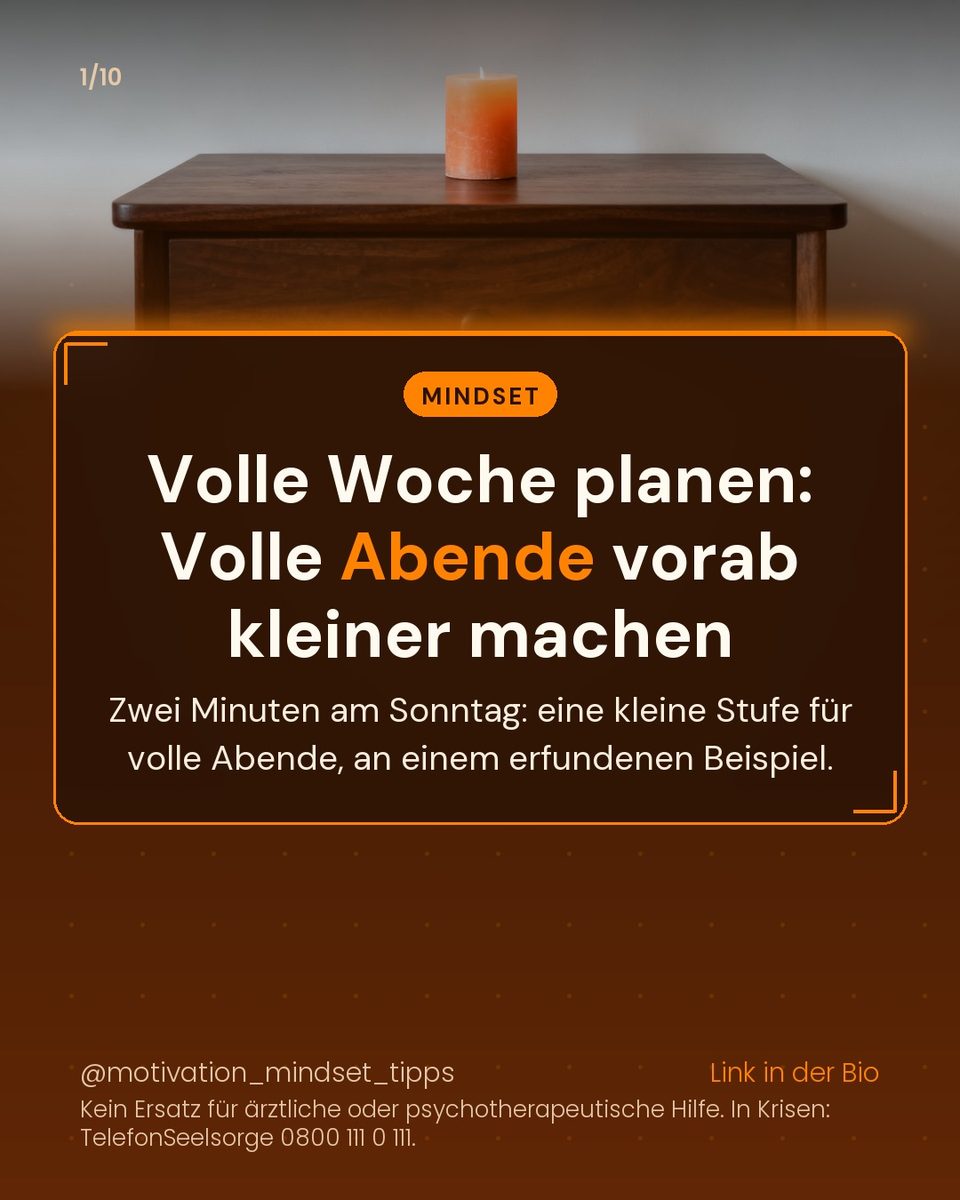 1/10
MINDSET
Volle Woche planen:
Volle Abende vorab
kleiner machen
Zwei Minuten am Sonntag: eine kleine Stufe für
volle Abende, an einem erfundenen Beispiel.
@motivation_mindset_tipps
Link in der Bio
Kein Ersatz für ärztliche oder psychotherapeutische Hilfe. In Krisen:
TelefonSeelsorge 0800 111 0 111.